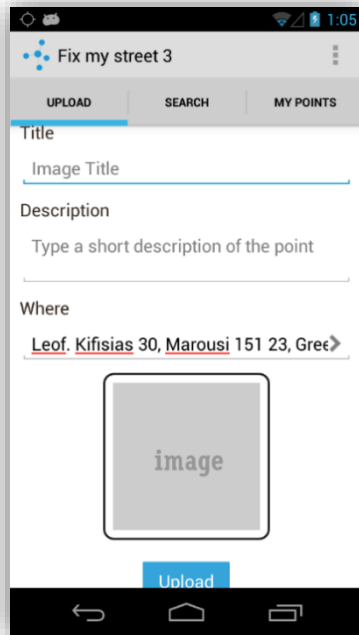 1:05
Fix my street 3
UPLOAD SEARCH MY POINTS
Title
Image Title
Description
Type a short description of the point
Where
Leof. Kifisias 30, Marousi 151 23, Gree
image
Upload